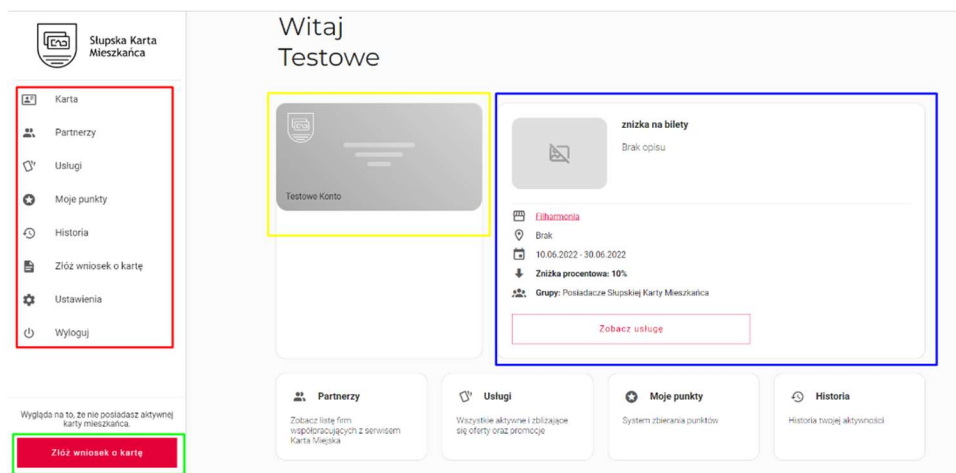 Słupska Karta
Mieszkańca
Karta
Partnerzy
Usługi
Moje punkty
Historia
Złóż wniosek o kartę
Ustawienia
Wyloguj
Wygląda na to, że nie posiadasz aktywnej
karty mieszkańca.
Złóż wniosek o kartę
Witaj
Testowe
Testowe Konto
znizka na bilety
Brak opisu
Filharmonia
Brak
10.06.2022 - 30.06.2022
Zniżka procentowa: 10%
Grupy: Posiadacze Słupskiej Karty Mieszkańca
Zobacz usługę
Partnerzy
Zobacz listę firm
współpracujących z serwisem
Karta Miejska
Usługi
Wszystkie aktywne i zbliżające
się oferty oraz promocje
Moje punkty
System zbierania punktów
Historia
Historia twojej aktywności